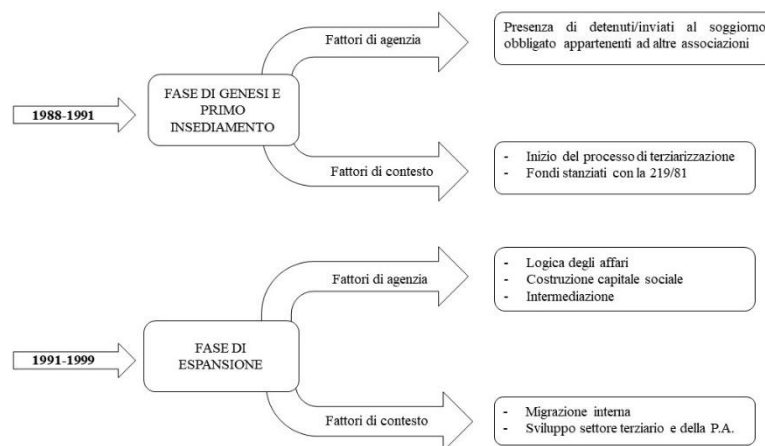 Fattori di agenzia
Presenza di detenuti/inviati al soggiorno
obbligato appartenenti ad altre associazioni
1988-1991
FASE DI GENESI E
PRIMO
INSEDIAMENTO
Fattori di contesto
- Inizio del processo di terziarizzazione
- Fondi stanziati con la 219/81
Fattori di agenzia
- Logica degli affari
- Costruzione capitale sociale
- Intermediazione
1991-1999
FASE DI
ESPANSIONE
Fattori di contesto
- Migrazione interna
- Sviluppo settore terziario e della P.A.